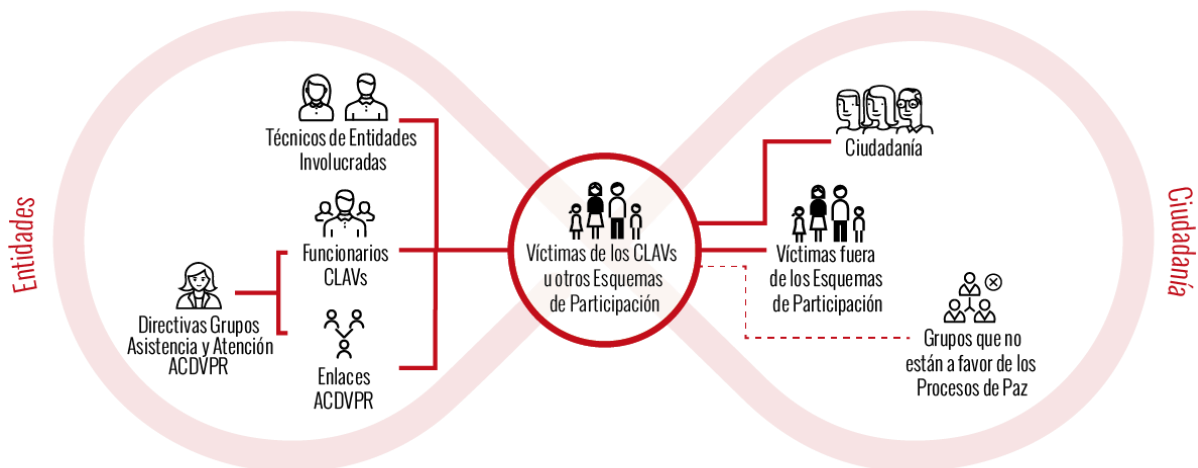 Entidades
Técnicos de Entidades
Involucradas
Funcionarios
CLAVs
Directivas Grupos
Asistencia y Atención
ACDVPR
Enlaces
ACDVPR
Víctimas de los CLAVs
u otros Esquemas
de Participación
Ciudadanía
Víctimas fuera
de los Esquemas
de Participación
Grupos que no
están a favor de los
Procesos de Paz
Ciudadanía